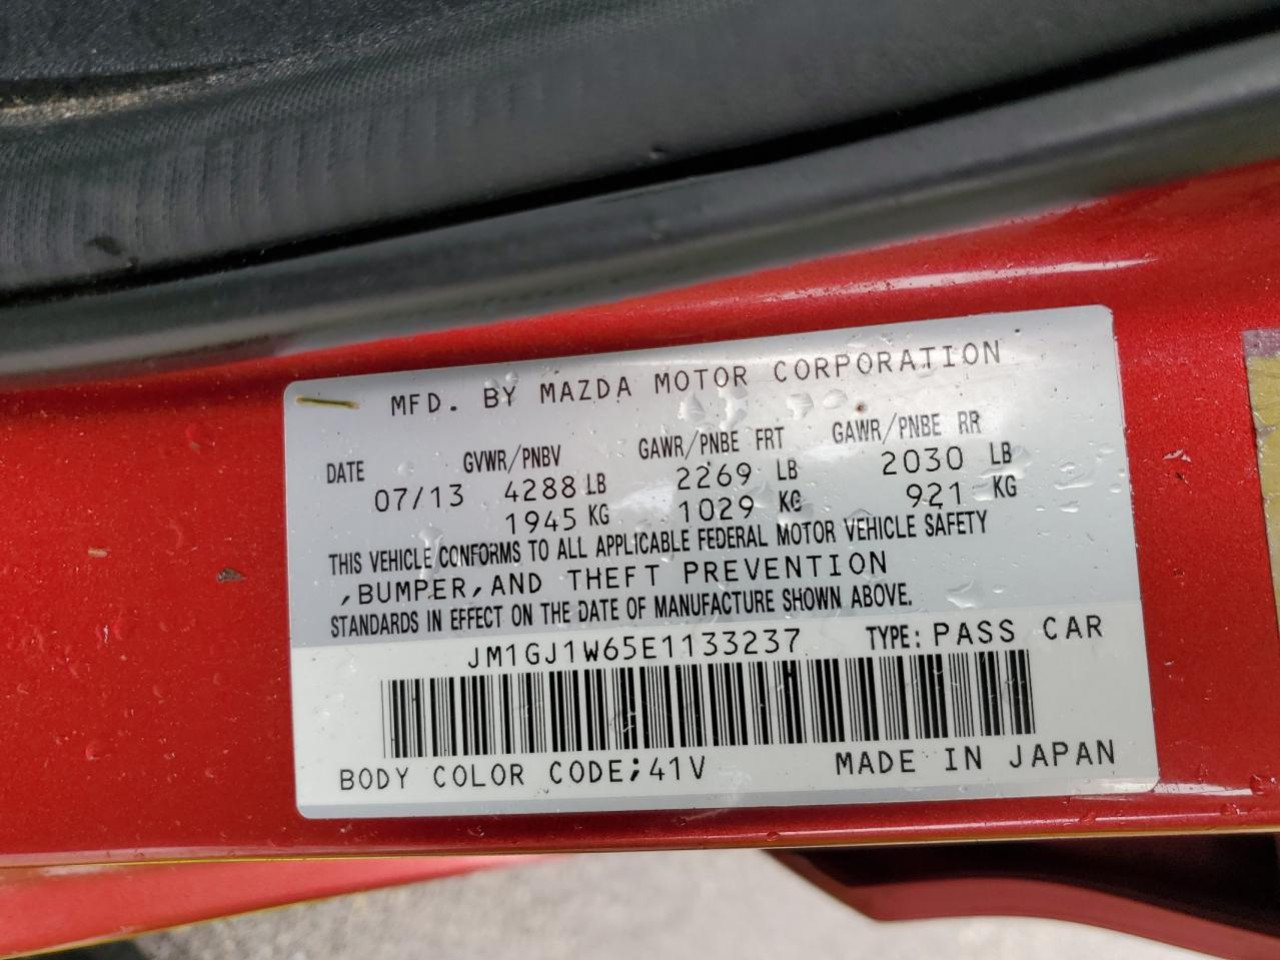 MFD. BY MAZDA MOTOR CORPORATION
DATE GVWR/PNBV GAWR/PNBE FRT GAWR/PNBE RR
07/13 4288 LB 2269 LB 2030 LB
1945 KG 1029 KG 921 KG
THIS VEHICLE CONFORMS TO ALL APPLICABLE FEDERAL MOTOR VEHICLE SAFETY
,BUMPER,AND THEFT PREVENTION
STANDARDS IN EFFECT ON THE DATE OF MANUFACTURE SHOWN ABOVE.
JM1GJ1W65E1133237 TYPE: PASS CAR
BODY COLOR CODE;41V MADE IN JAPAN